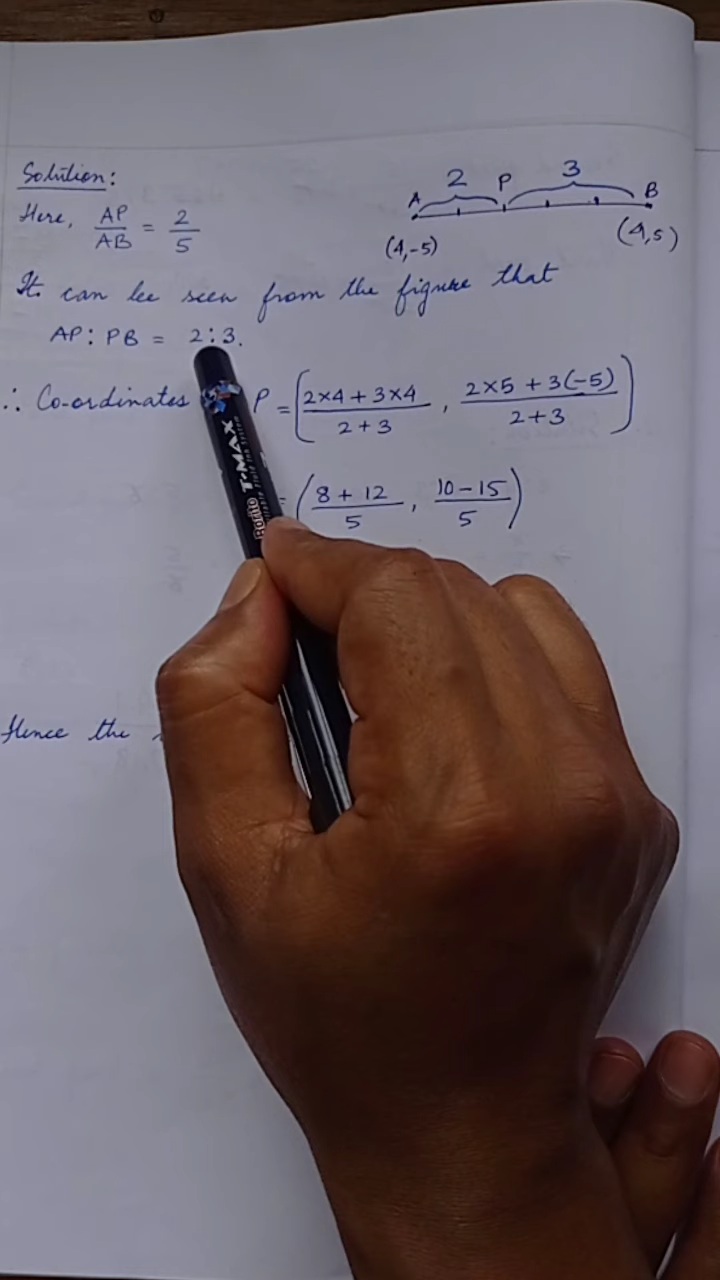 Solution:
Here, AP/AB = 2/5
2 3
A P B
(4,-5) (4,5)
It can be seen from the figure that
AP : PB = 2:3.
∴ Co-ordinates P = (2×4 + 3×4 / 2+3 , 2×5 + 3(-5) / 2+3)
= (8 + 12 / 5 , 10 - 15 / 5)
Hence the
Rorito T-MAX